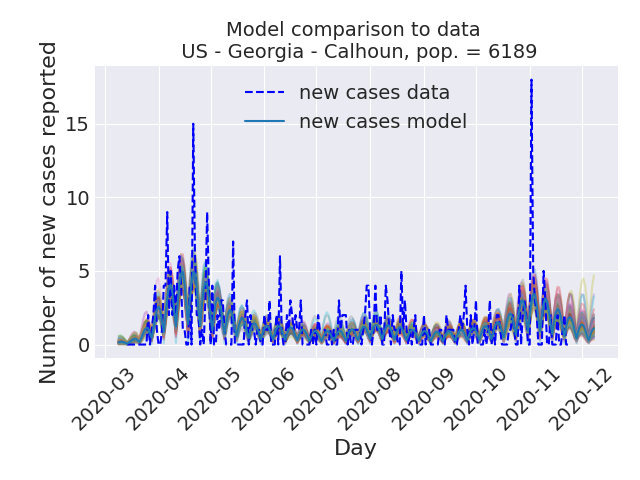 Model comparison to data
US - Georgia - Calhoun, pop. = 6189
new cases data
new cases model
Number of new cases reported
15
10
5
0
2020-03
2020-04
2020-05
2020-06
2020-07
2020-08
2020-09
2020-10
2020-11
2020-12
Day